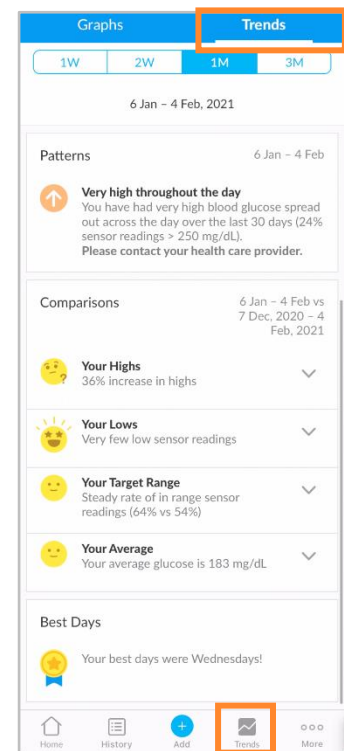 Graphs Trends
1W 2W 1M 3M
6 Jan – 4 Feb, 2021
Patterns 6 Jan – 4 Feb
Very high throughout the day
You have had very high blood glucose spread
out across the day over the last 30 days (24%
sensor readings > 250 mg/dL).
Please contact your health care provider.
Comparisons 6 Jan – 4 Feb vs
7 Dec, 2020 – 4
Feb, 2021
Your Highs
36% increase in highs
Your Lows
Very few low sensor readings
Your Target Range
Steady rate of in range sensor
readings (64% vs 54%)
Your Average
Your average glucose is 183 mg/dL
Best Days
Your best days were Wednesdays!
Home History Add Trends More